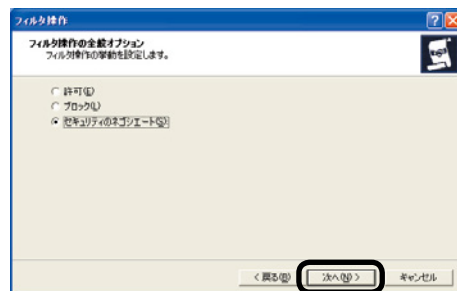 フィルタ操作
フィルタ操作の全般オプション
フィルタ操作の挙動を設定します。
許可(E)
ブロック(L)
セキュリティのネゴシエート(S)
< 戻る(B)
次へ(N) >
キャンセル